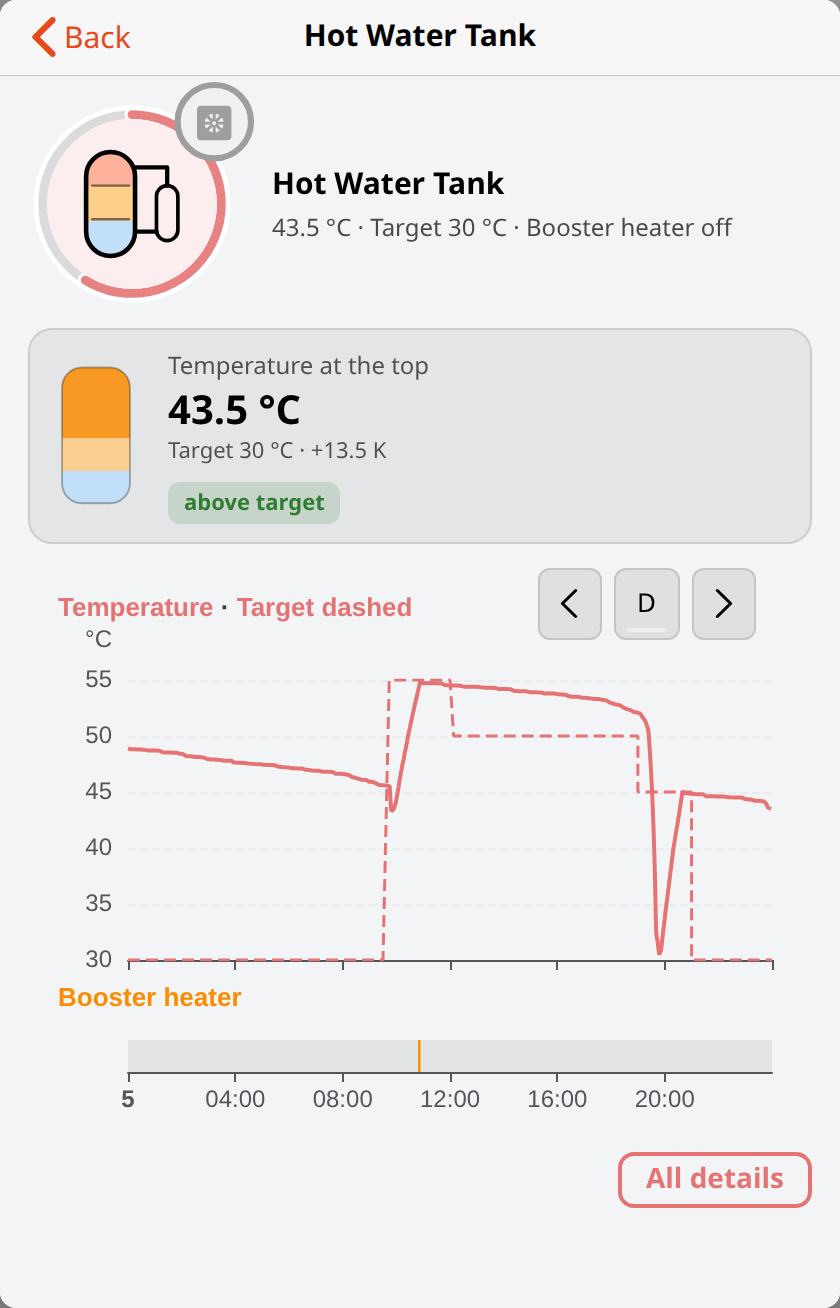 Back
Hot Water Tank
Hot Water Tank
43.5 °C · Target 30 °C · Booster heater off
Temperature at the top
43.5 °C
Target 30 °C · +13.5 K
above target
Temperature · Target dashed
D
°C
55
50
45
40
35
30
Booster heater
5 04:00 08:00 12:00 16:00 20:00
All details